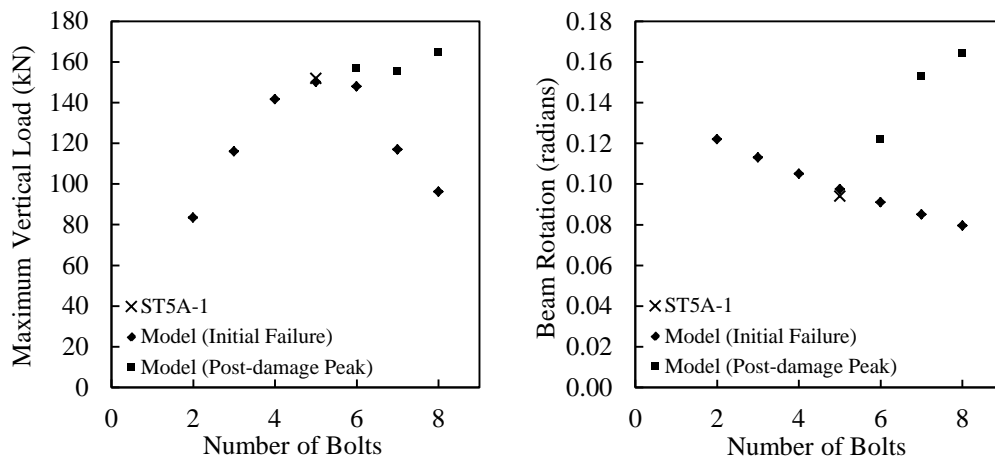 Maximum Vertical Load (kN)
180
160
140
120
100
80
60
40
20
0
×ST5A-1
◆Model (Initial Failure)
■Model (Post-damage Peak)
0 2 4 6 8
Number of Bolts
Beam Rotation (radians)
0.18
0.16
0.14
0.12
0.10
0.08
0.06
0.04
0.02
0.00
×ST5A-1
◆Model (Initial Failure)
■Model (Post-damage Peak)
0 2 4 6 8
Number of Bolts